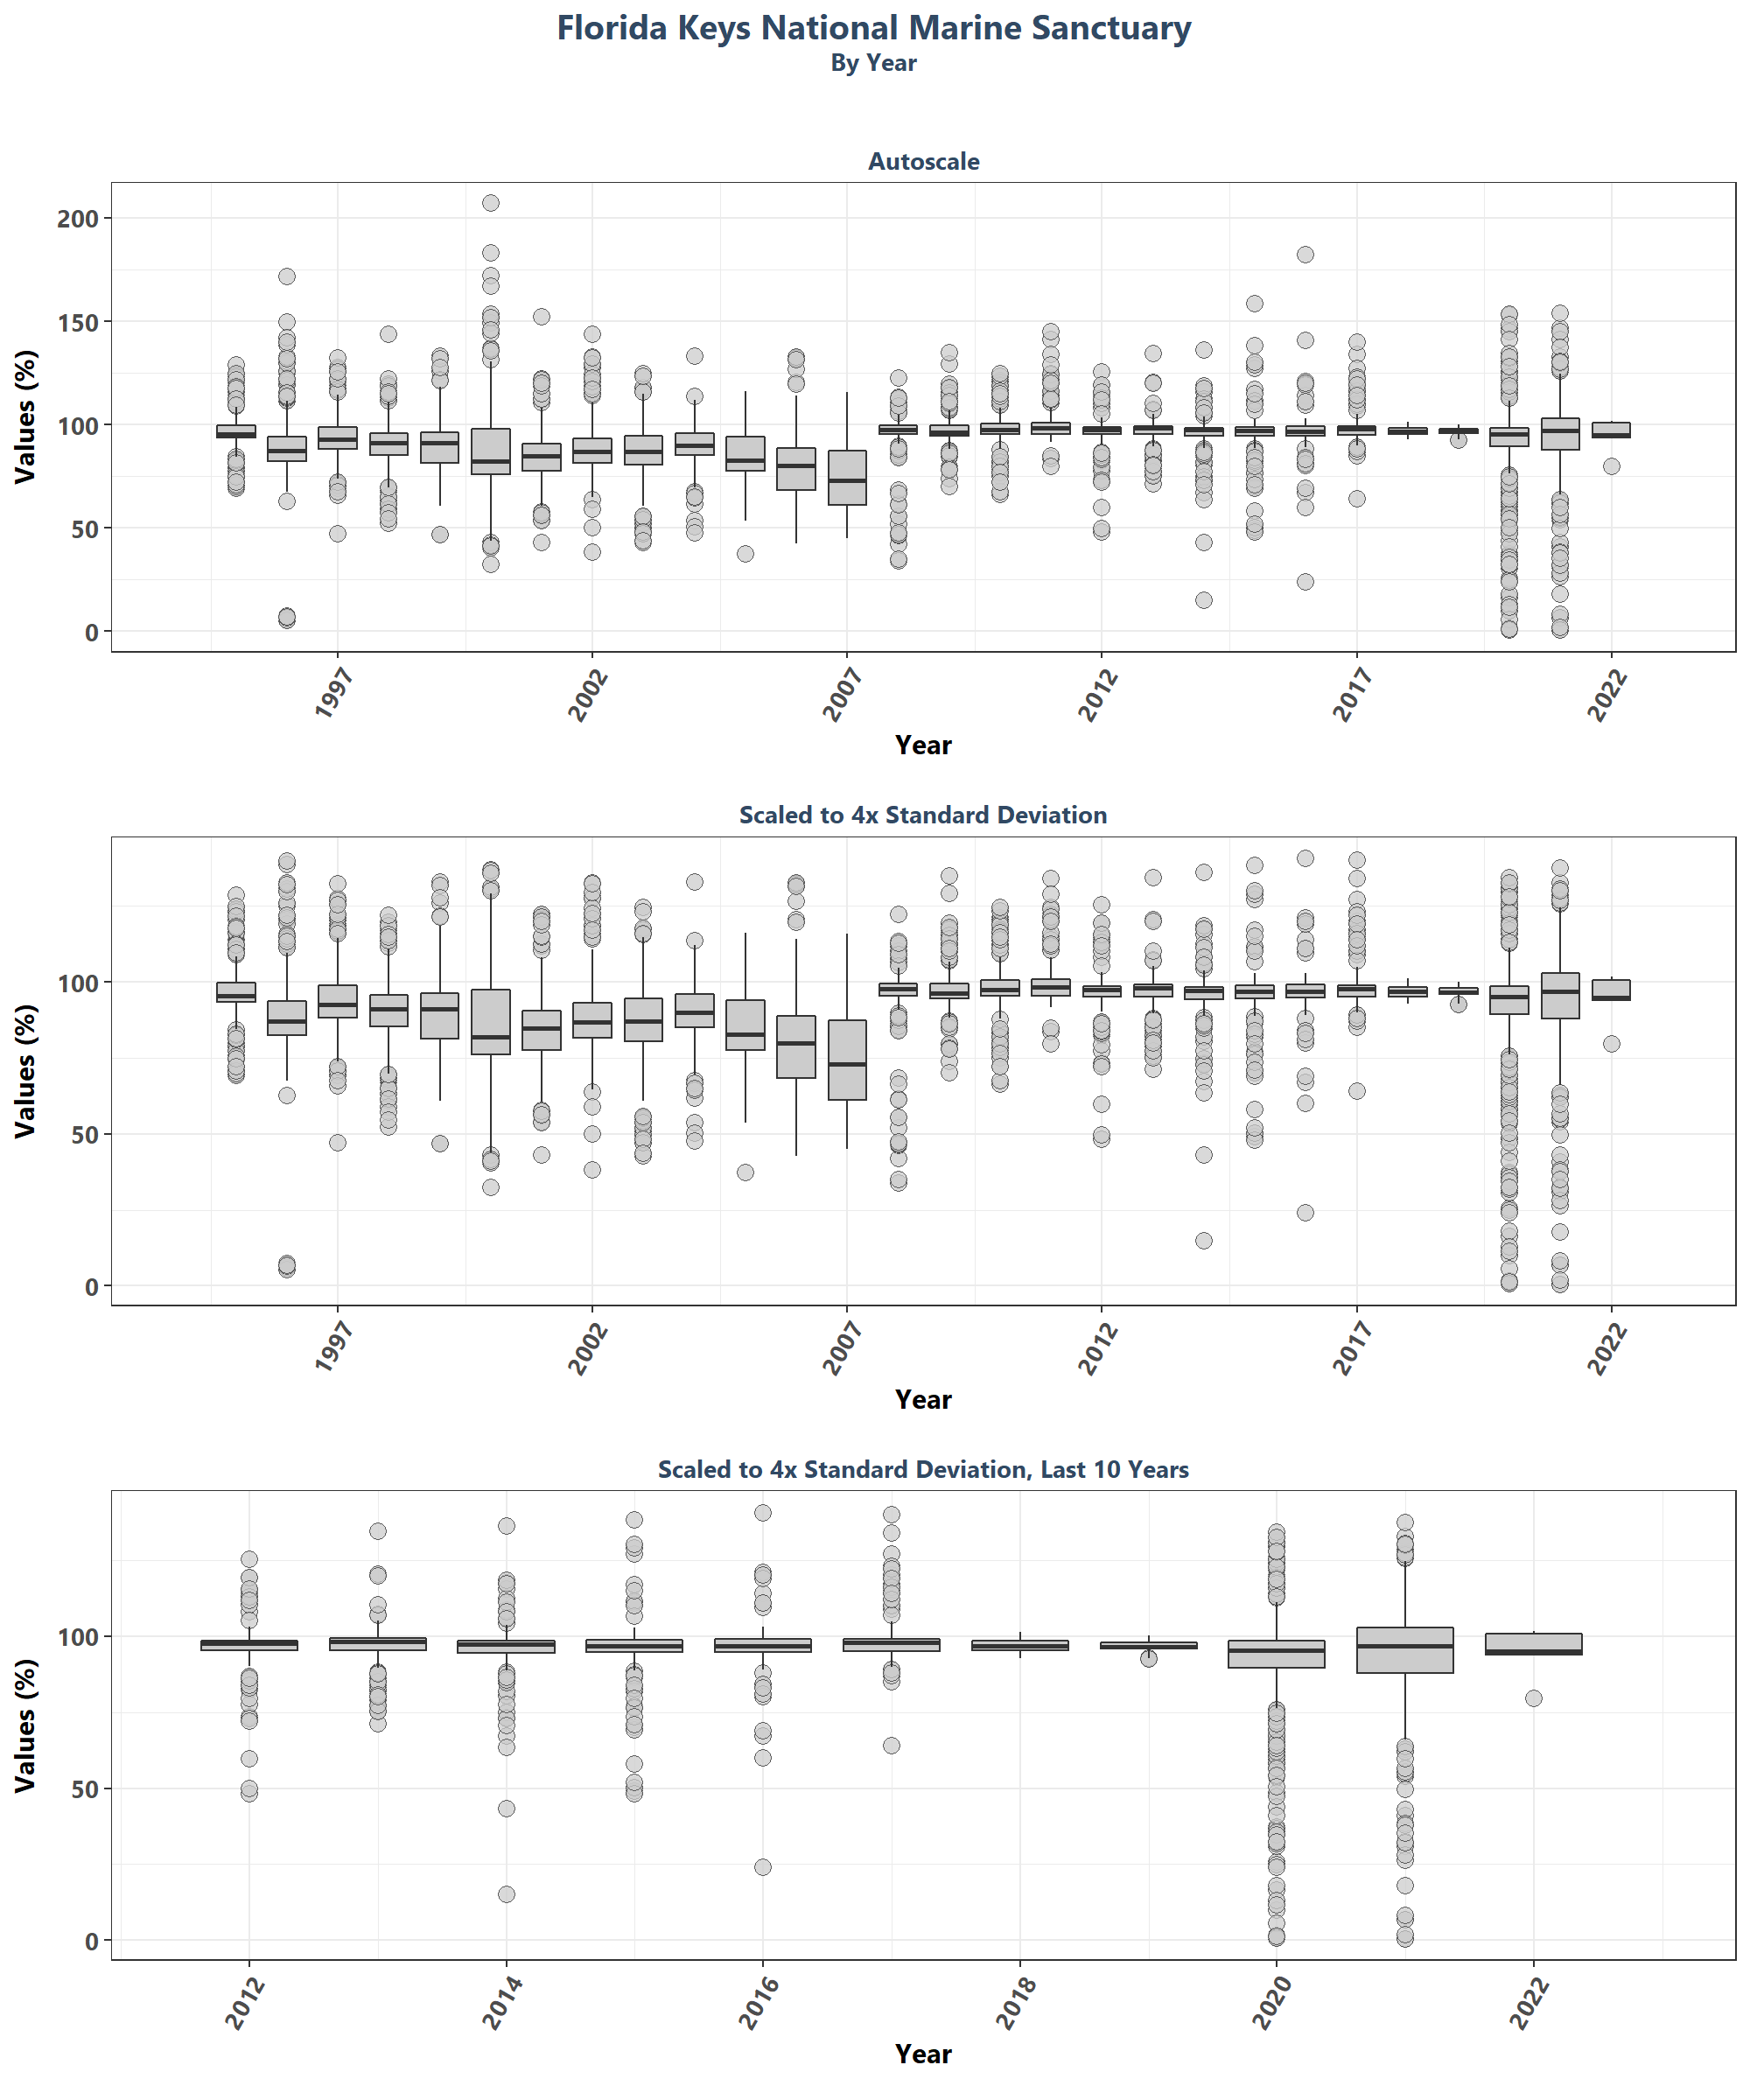 Florida Keys National Marine Sanctuary
By Year
Autoscale
Values (%)
200
150
100
50
0
1997 2002 2007 2012 2017 2022
Year
Scaled to 4x Standard Deviation
Values (%)
100
50
0
1997 2002 2007 2012 2017 2022
Year
Scaled to 4x Standard Deviation, Last 10 Years
Values (%)
100
50
0
2012 2014 2016 2018 2020 2022
Year